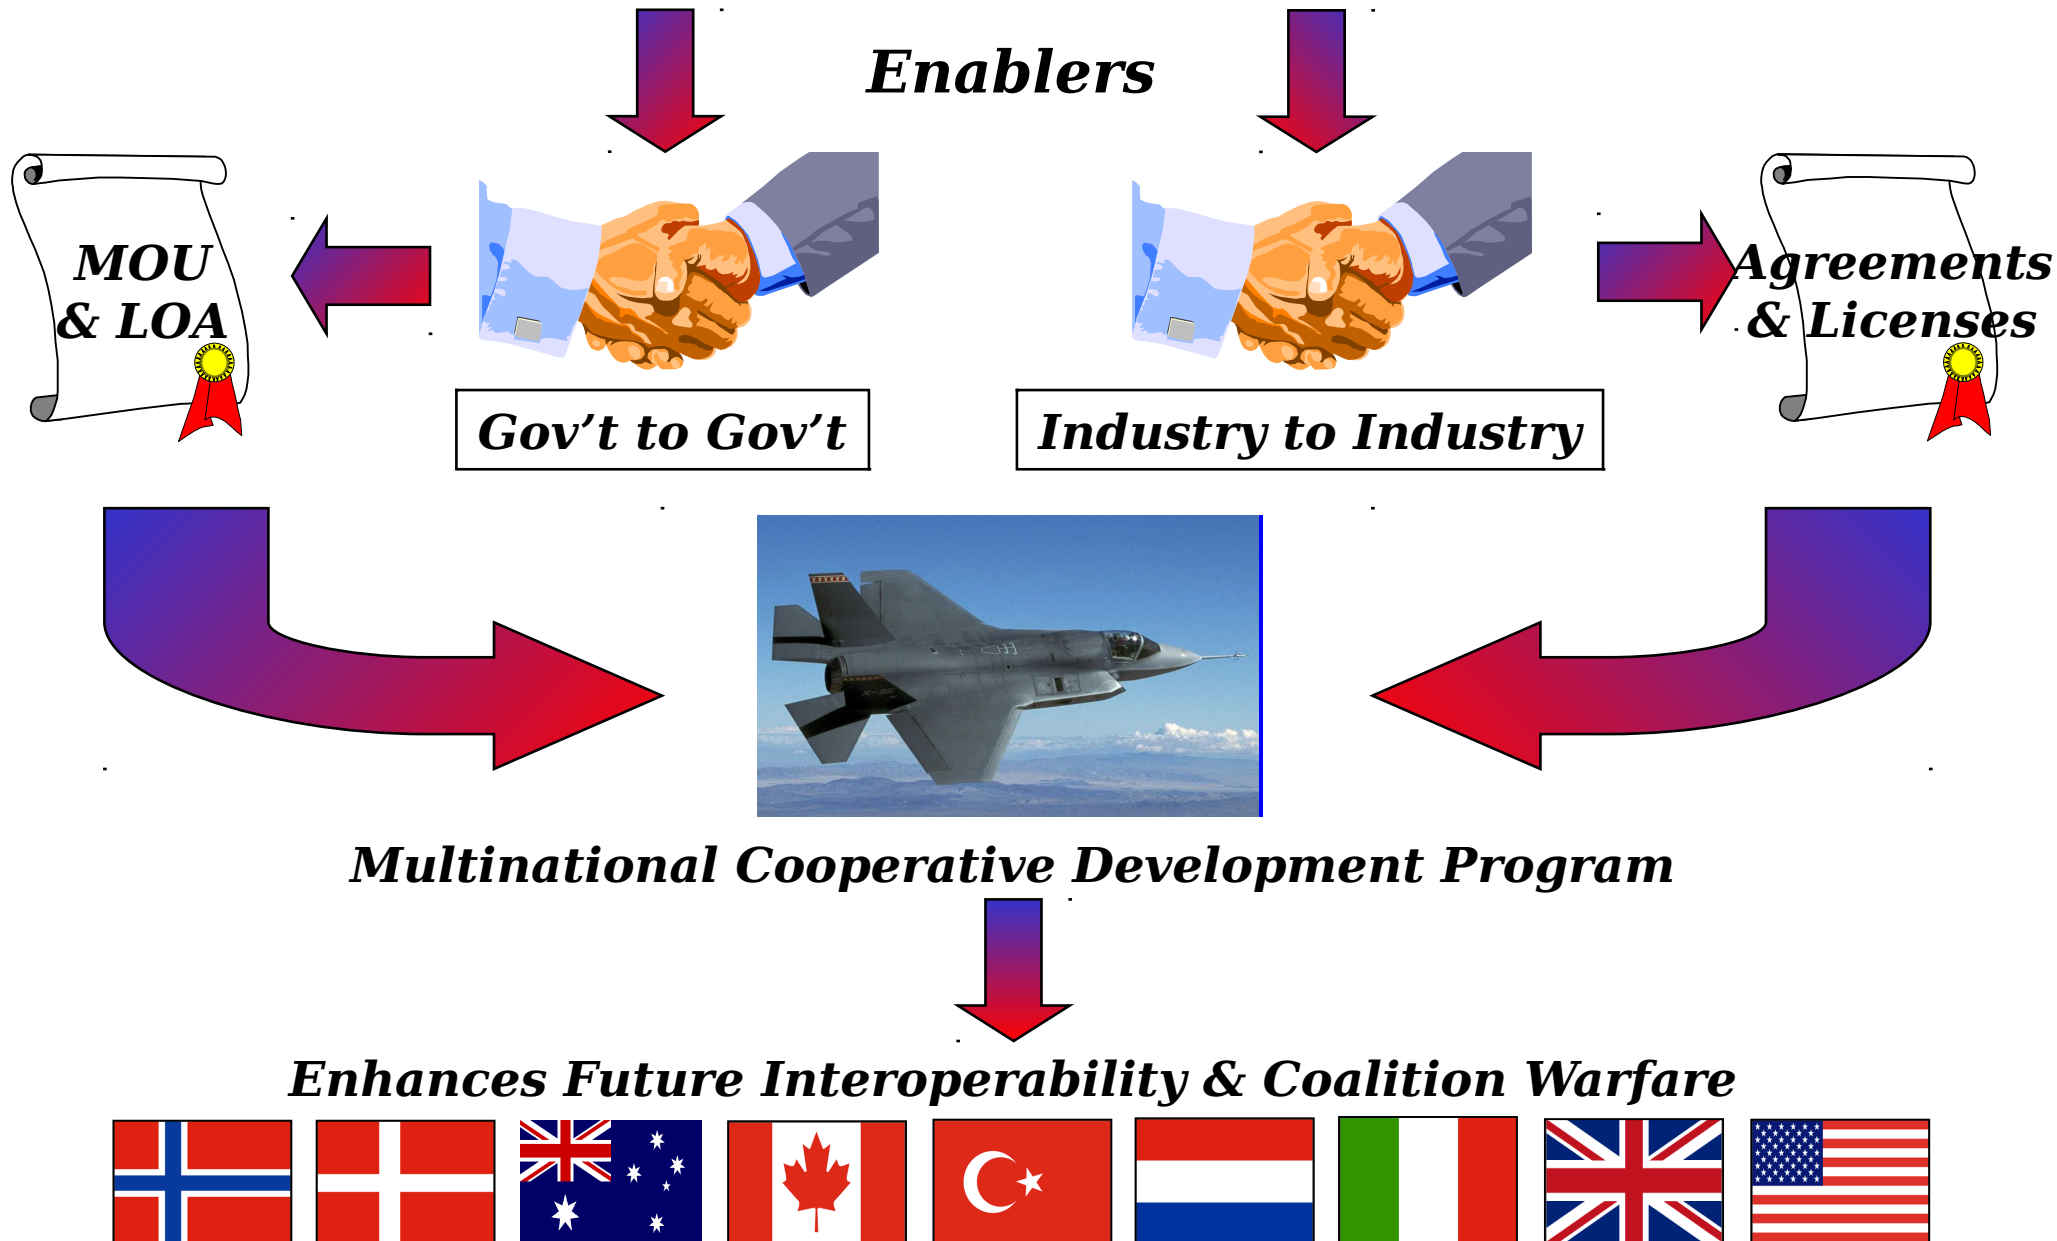 Enablers
MOU
& LOA
Agreements
& Licenses
Gov’t to Gov’t
Industry to Industry
X-35
Multinational Cooperative Development Program
Enhances Future Interoperability & Coalition Warfare